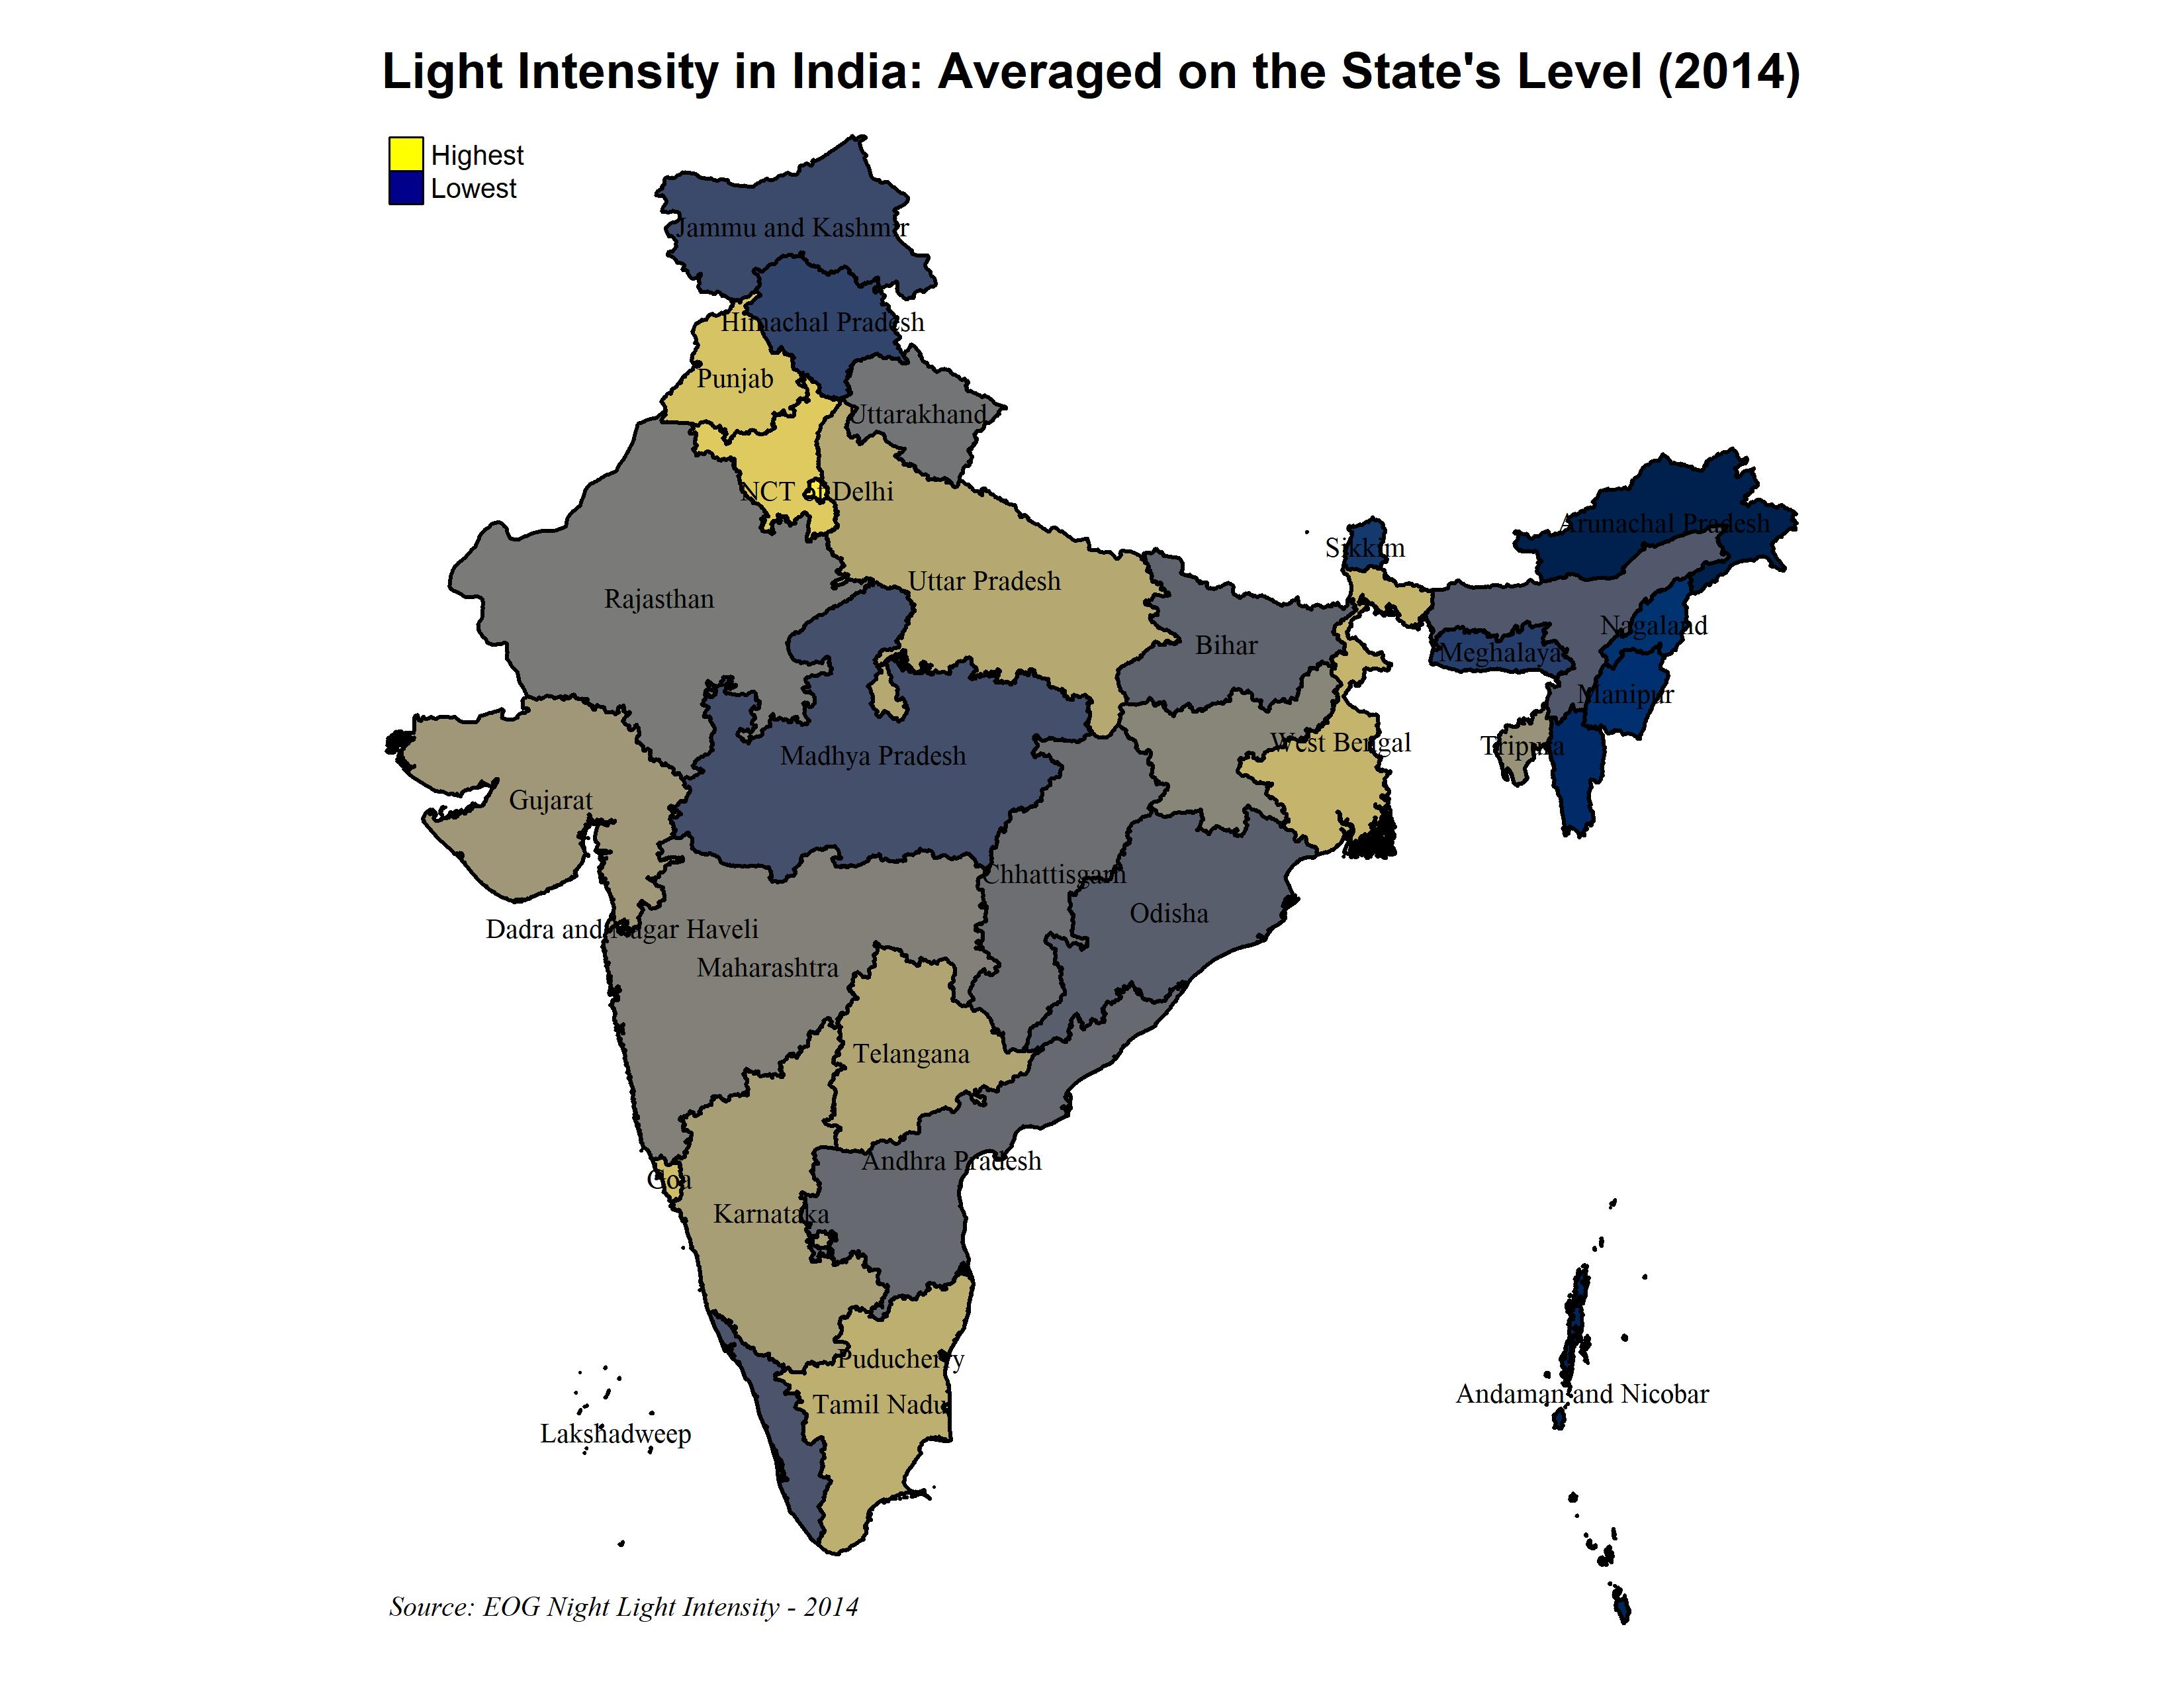 Light Intensity in India: Averaged on the State's Level (2014)
Highest
Lowest
Jammu and Kashmir
Himachal Pradesh
Punjab
Uttarakhand
NCT of Delhi
Arunachal Pradesh
Sikkim
Uttar Pradesh
Rajasthan
Nagaland
Bihar
Meghalaya
Manipur
West Bengal
Tripura
Madhya Pradesh
Gujarat
Chhattisgarh
Odisha
Dadra and Nagar Haveli
Maharashtra
Telangana
Andhra Pradesh
Goa
Karnataka
Puducherry
Andaman and Nicobar
Tamil Nadu
Lakshadweep
Source: EOG Night Light Intensity - 2014